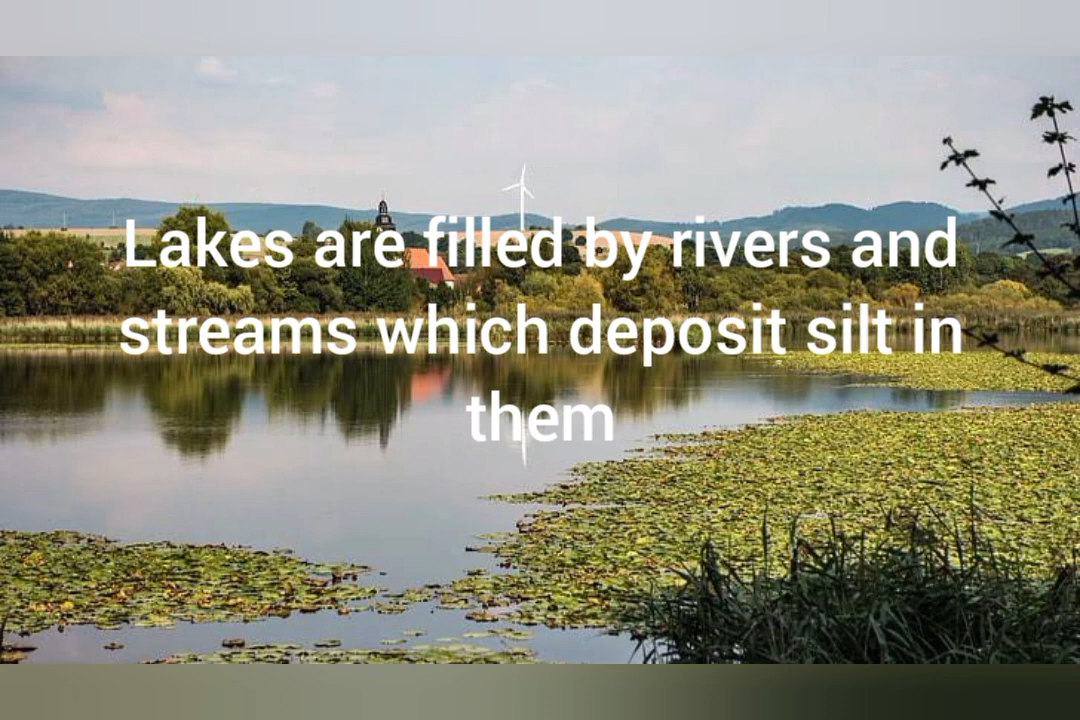 Lakes are filled by rivers and
streams which deposit silt in
them